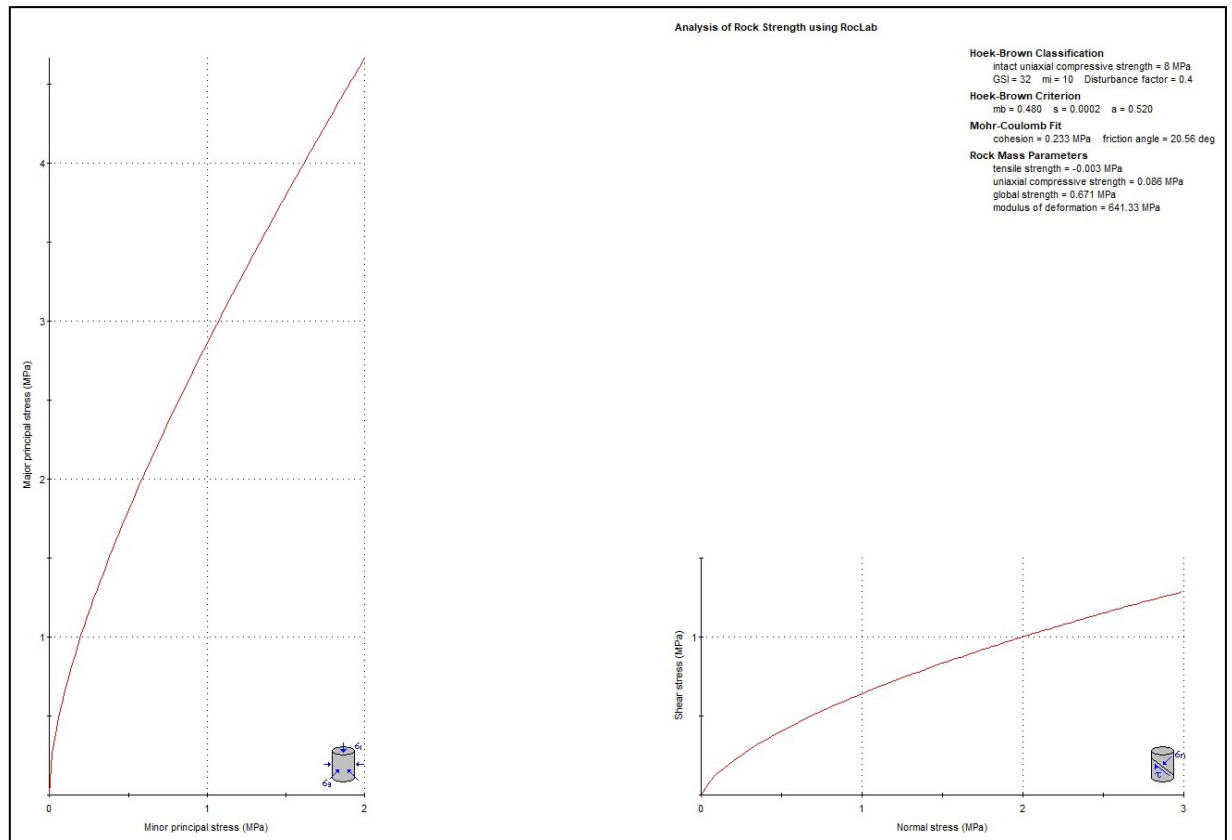 Analysis of Rock Strength using RocLab
Hoek-Brown Classification
intact uniaxial compressive strength = 8 MPa
GSI = 32 mi = 10 Disturbance factor = 0.4
Hoek-Brown Criterion
mb = 0.480 s = 0.0002 a = 0.520
Mohr-Coulomb Fit
cohesion = 0.233 MPa friction angle = 20.56 deg
Rock Mass Parameters
tensile strength = -0.003 MPa
uniaxial compressive strength = 0.086 MPa
global strength = 0.671 MPa
modulus of deformation = 641.33 MPa
Major principal stress (MPa)
4
3
2
1
0
1
2
Minor principal stress (MPa)
σ1
σ3
Shear stress (MPa)
1
0
1
2
3
Normal stress (MPa)
σn
τ